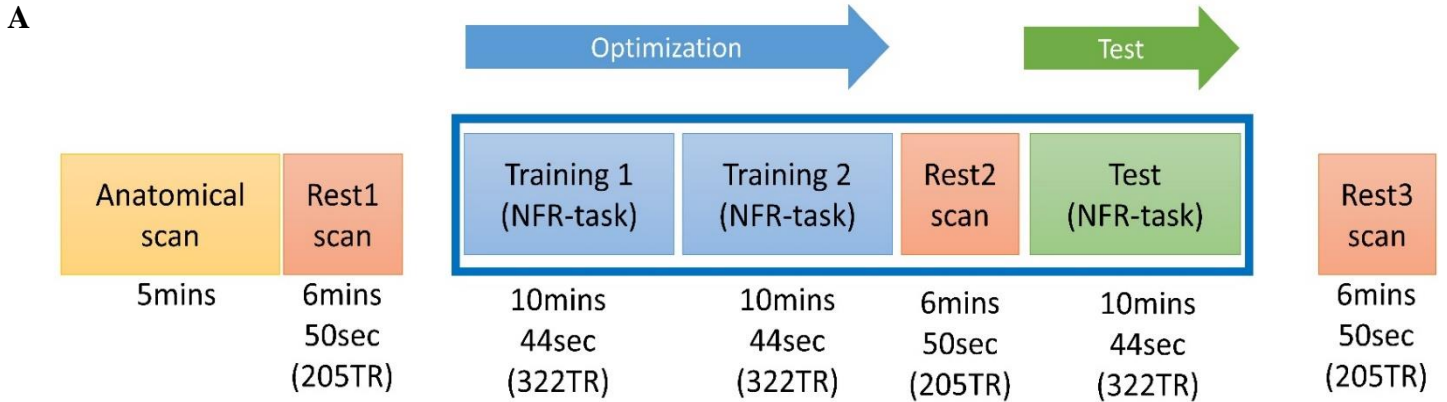 A
Optimization
Test
Anatomical
scan
5mins
Rest1
scan
6mins
50sec
(205TR)
Training 1
(NFR-task)
10mins
44sec
(322TR)
Training 2
(NFR-task)
10mins
44sec
(322TR)
Rest2
scan
6mins
50sec
(205TR)
Test
(NFR-task)
10mins
44sec
(322TR)
Rest3
scan
6mins
50sec
(205TR)